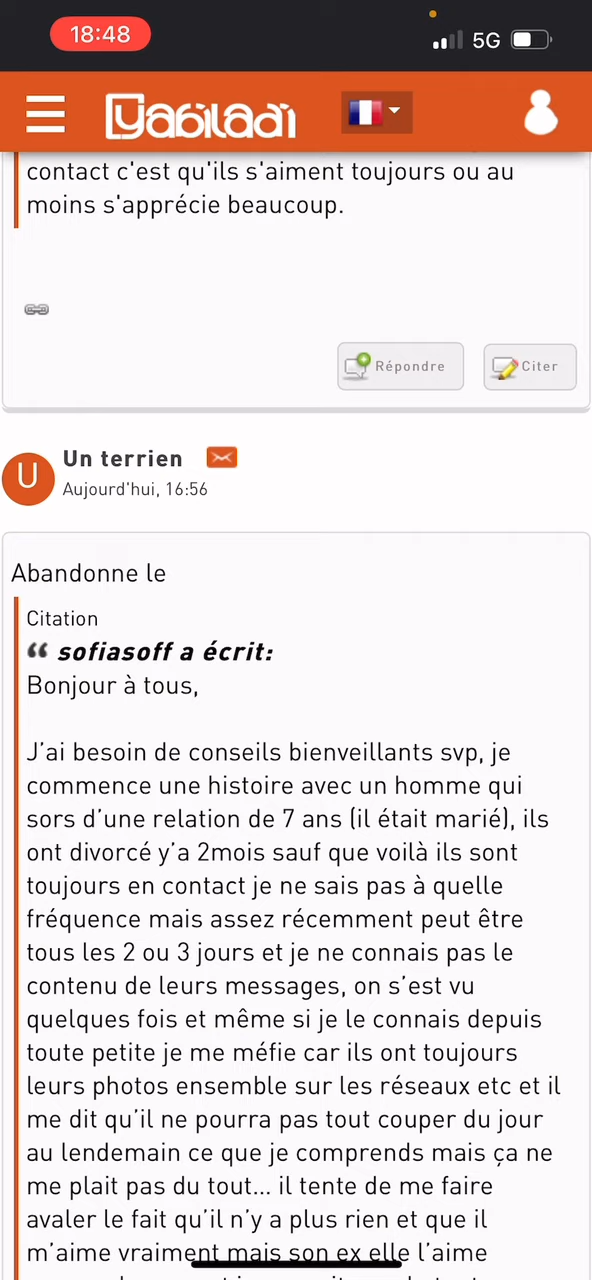 18:48
5G
Yabiladi
contact c'est qu'ils s'aiment toujours ou au
moins s'apprécie beaucoup.
Répondre
Citer
U
Un terrien
Aujourd'hui, 16:56
Abandonne le
Citation
“ sofiasoff a écrit:
Bonjour à tous,
J’ai besoin de conseils bienveillants svp, je
commence une histoire avec un homme qui
sors d’une relation de 7 ans (il était marié), ils
ont divorcé y’a 2mois sauf que voilà ils sont
toujours en contact je ne sais pas à quelle
fréquence mais assez récemment peut être
tous les 2 ou 3 jours et je ne connais pas le
contenu de leurs messages, on s’est vu
quelques fois et même si je le connais depuis
toute petite je me méfie car ils ont toujours
leurs photos ensemble sur les réseaux etc et il
me dit qu’il ne pourra pas tout couper du jour
au lendemain ce que je comprends mais ça ne
me plait pas du tout… il tente de me faire
avaler le fait qu’il n’y a plus rien et que il
m’aime vraiment mais son ex elle l’aime